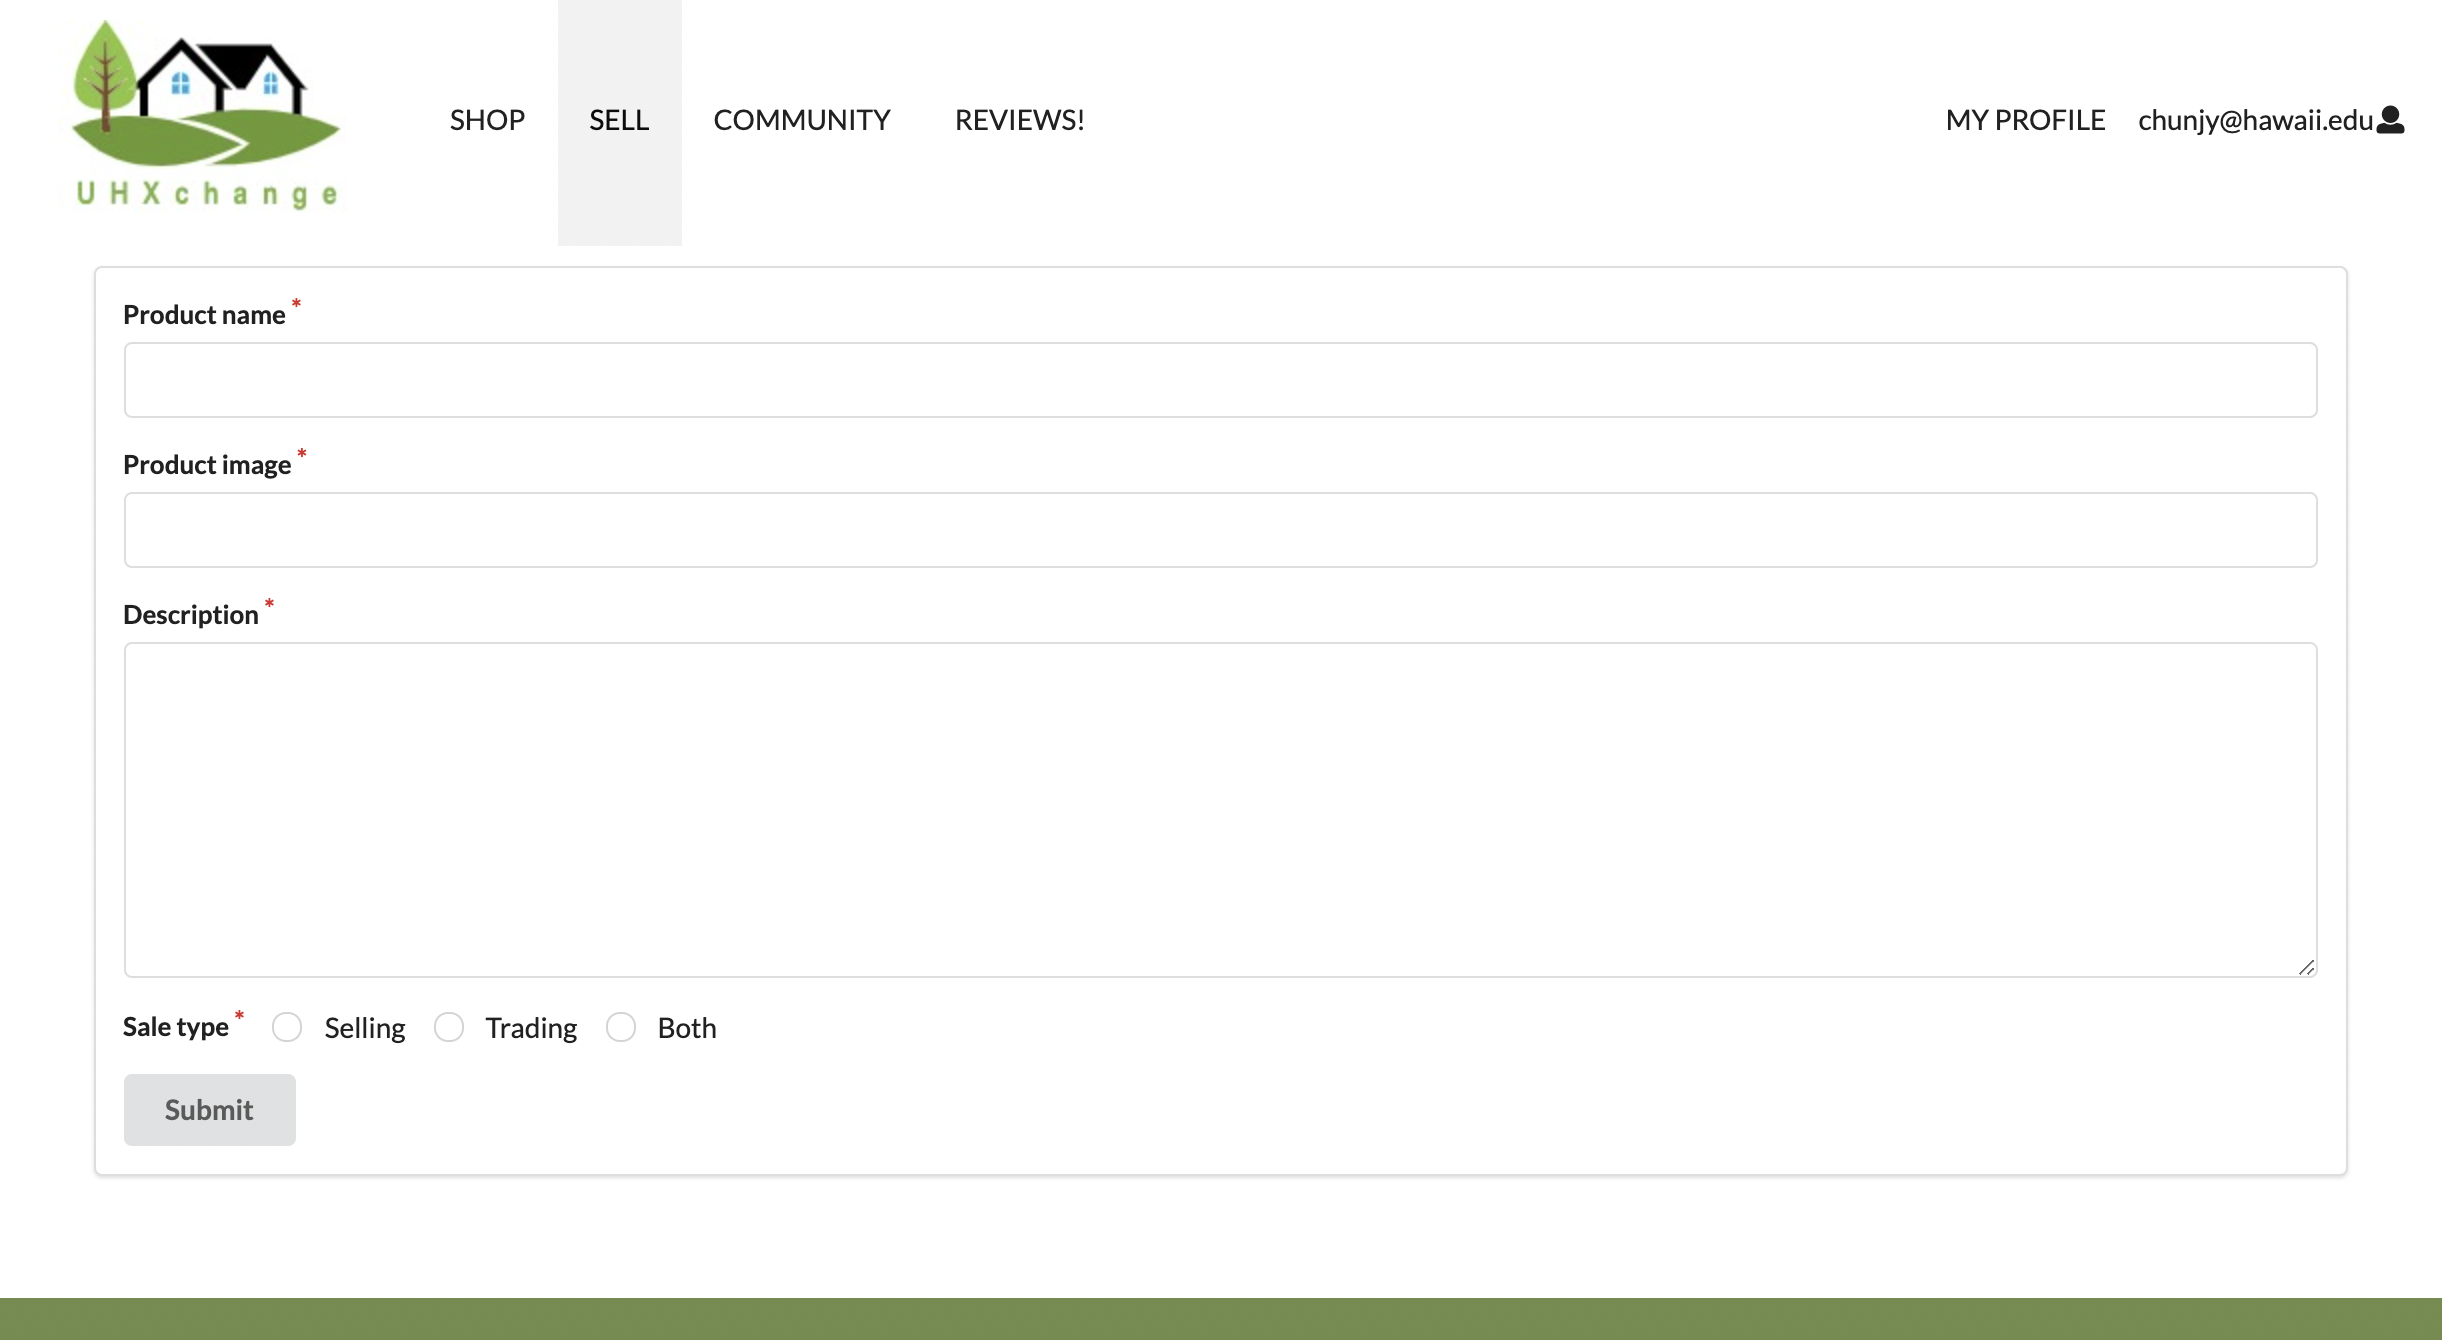 UHXchange
SHOP SELL COMMUNITY REVIEWS! MY PROFILE chunjy@hawaii.edu
Product name *
Product image *
Description *
Sale type * Selling Trading Both
Submit